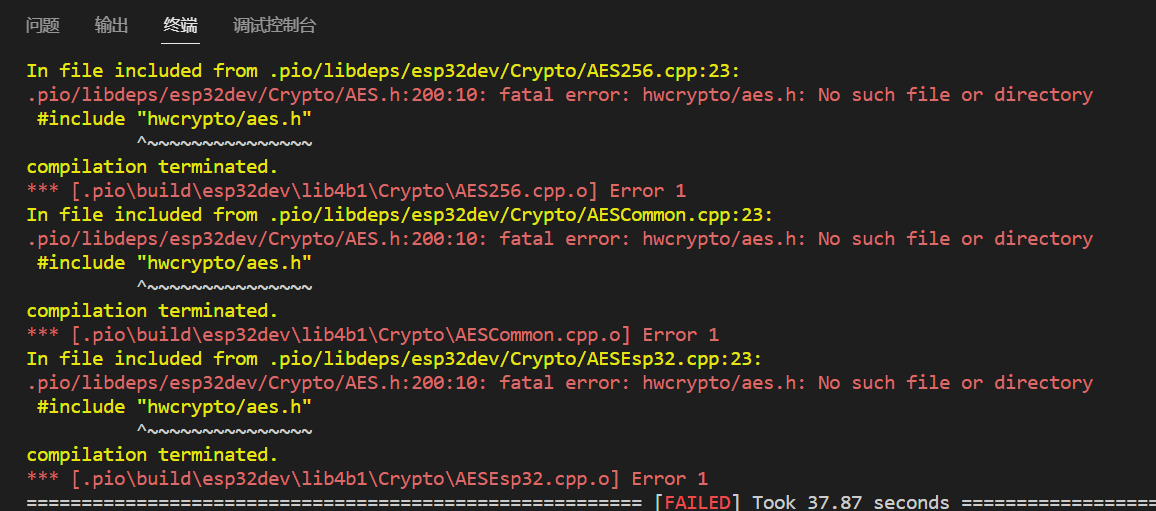 问题 输出 终端 调试控制台
In file included from .pio/libdeps/esp32dev/Crypto/AES256.cpp:23:
.pio/libdeps/esp32dev/Crypto/AES.h:200:10: fatal error: hwcrypto/aes.h: No such file or directory
#include "hwcrypto/aes.h"
^~~~~~~~~~~~~~~~
compilation terminated.
*** [.pio\build\esp32dev\lib4b1\Crypto\AES256.cpp.o] Error 1
In file included from .pio/libdeps/esp32dev/Crypto/AESCommon.cpp:23:
.pio/libdeps/esp32dev/Crypto/AES.h:200:10: fatal error: hwcrypto/aes.h: No such file or directory
#include "hwcrypto/aes.h"
^~~~~~~~~~~~~~~~
compilation terminated.
*** [.pio\build\esp32dev\lib4b1\Crypto\AESCommon.cpp.o] Error 1
In file included from .pio/libdeps/esp32dev/Crypto/AESEsp32.cpp:23:
.pio/libdeps/esp32dev/Crypto/AES.h:200:10: fatal error: hwcrypto/aes.h: No such file or directory
#include "hwcrypto/aes.h"
^~~~~~~~~~~~~~~~
compilation terminated.
*** [.pio\build\esp32dev\lib4b1\Crypto\AESEsp32.cpp.o] Error 1
======================================================== [FAILED] Took 37.87 seconds ==================